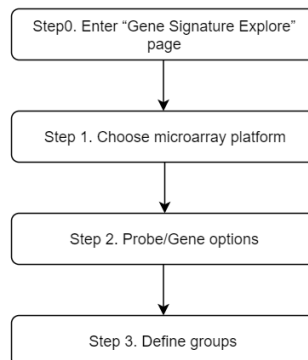 Step0. Enter “Gene Signature Explore”
page
Step 1. Choose microarray platform
Step 2. Probe/Gene options
Step 3. Define groups